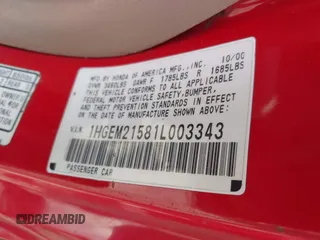 MFD. BY HONDA OF AMERICA MFG., INC. 10/00
GVWR 3680LBS GAWR F 1785LBS R 1685LBS
THIS VEHICLE CONFORMS TO ALL APPLICABLE
FEDERAL MOTOR VEHICLE SAFETY, BUMPER,
AND THEFT PREVENTION STANDARDS IN EFFECT
ON THE DATE OF MANUFACTURE SHOWN ABOVE.
V.I.N. 1HGEM21581L003343
PASSENGER CAR
DREAMBID